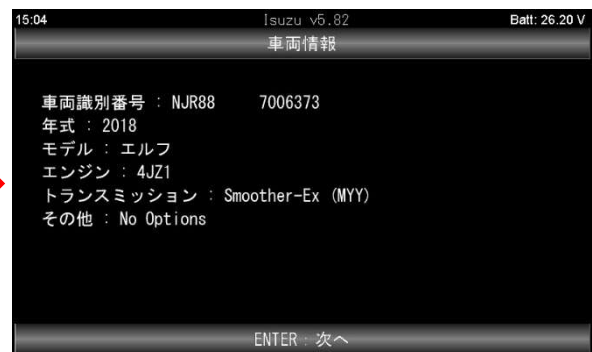 15:04 Isuzu v5.82 Batt: 26.20 V
車両情報
車両識別番号 : NJR88 7006373
年式 : 2018
モデル : エルフ
エンジン : 4JZ1
トランスミッション : Smoother-Ex (MYY)
その他 : No Options
ENTER : 次へ